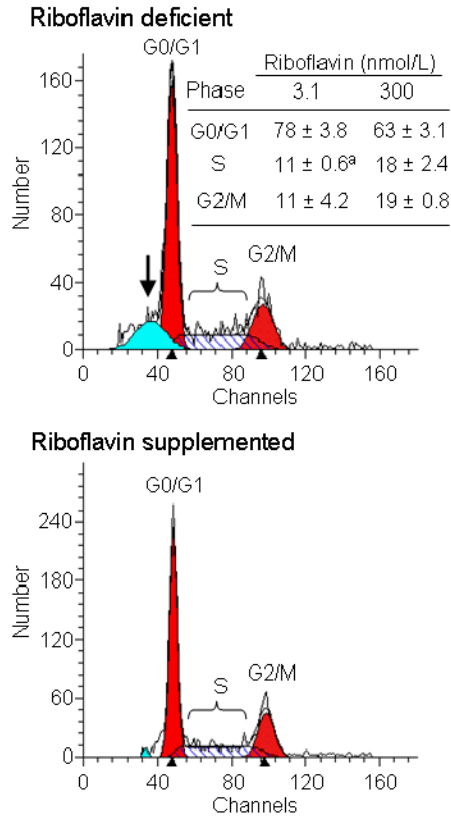 Riboflavin deficient
G0/G1
Riboflavin (nmol/L)
Phase 3.1 300
G0/G1 78 ± 3.8 63 ± 3.1
S 11 ± 0.6ª 18 ± 2.4
G2/M 11 ± 4.2 19 ± 0.8
160
120
80
40
0
Number
S
G2/M
0 40 80 120 160
Channels
Riboflavin supplemented
G0/G1
240
180
120
60
0
Number
S
G2/M
0 40 80 120 160
Channels